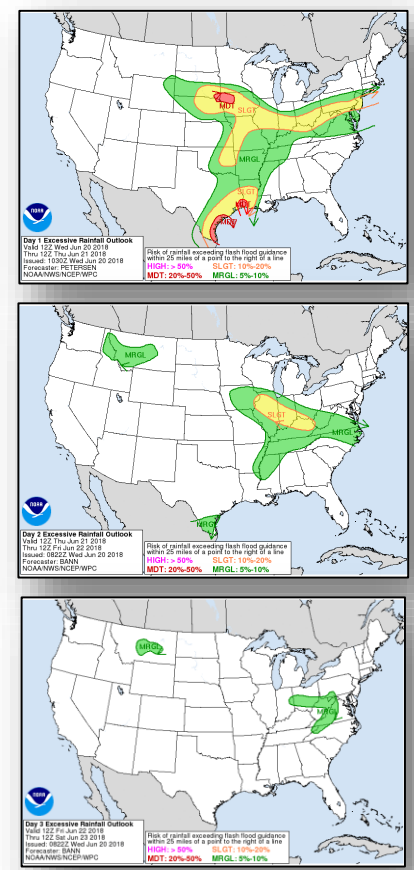 MDT
SLGT
MRGL
SLGT
MDT
MDT
NOAA
Day 1 Excessive Rainfall Outlook
Valid 12Z Wed Jun 20 2018
Thru 12Z Thu Jun 21 2018
Issued: 1030Z Wed Jun 20 2018
Forecaster: PETERSEN
NOAA/NWS/NCEP/WPC
Risk of rainfall exceeding flash flood guidance
within 25 miles of a point to the right of a line
HIGH: > 50% SLGT: 10%-20%
MDT: 20%-50% MRGL: 5%-10%
MRGL
SLGT
MRGL
MRGL
NOAA
Day 2 Excessive Rainfall Outlook
Valid 12Z Thu Jun 21 2018
Thru 12Z Fri Jun 22 2018
Issued: 0822Z Wed Jun 20 2018
Forecaster: BANN
NOAA/NWS/NCEP/WPC
Risk of rainfall exceeding flash flood guidance
within 25 miles of a point to the right of a line
HIGH: > 50% SLGT: 10%-20%
MDT: 20%-50% MRGL: 5%-10%
MRGL
MRGL
NOAA
Day 3 Excessive Rainfall Outlook
Valid 12Z Fri Jun 22 2018
Thru 12Z Sat Jun 23 2018
Issued: 0822Z Wed Jun 20 2018
Forecaster: BANN
NOAA/NWS/NCEP/WPC
Risk of rainfall exceeding flash flood guidance
within 25 miles of a point to the right of a line
HIGH: > 50% SLGT: 10%-20%
MDT: 20%-50% MRGL: 5%-10%